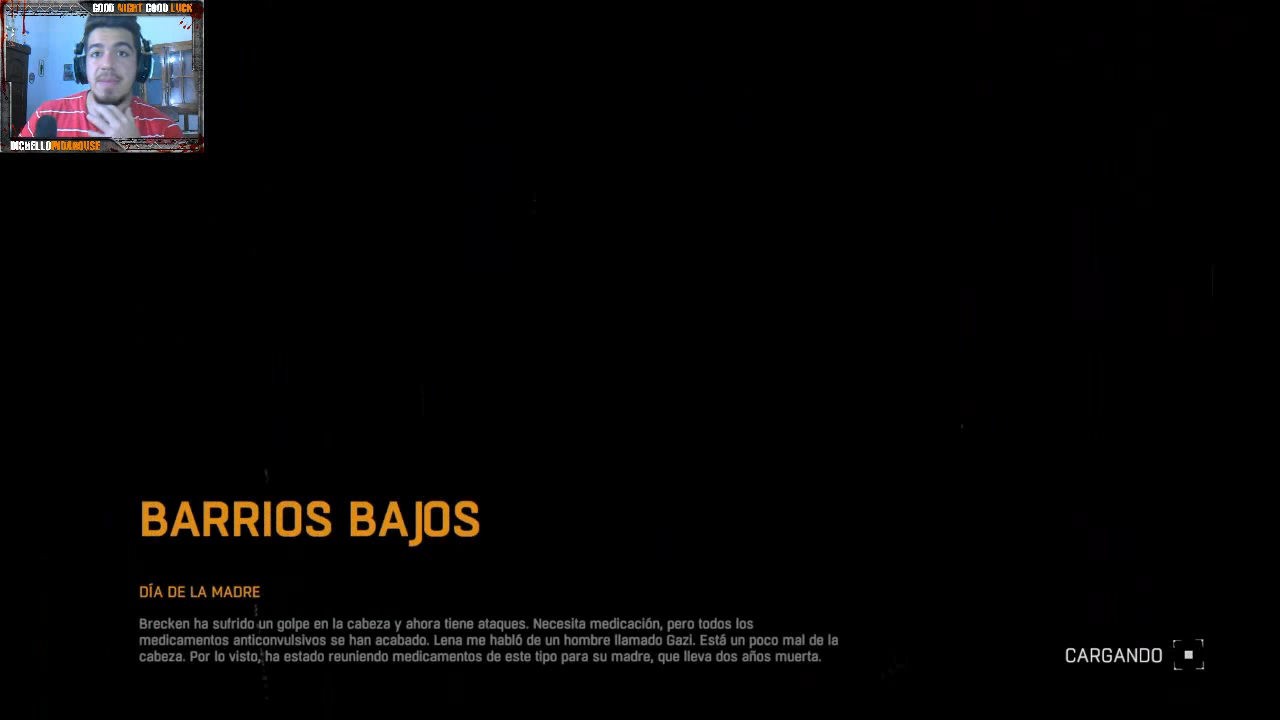 GOOD NIGHT GOOD LUCK
MICHELLOINDAHOUSE
BARRIOS BAJOS
DÍA DE LA MADRE
Brecken ha sufrido un golpe en la cabeza y ahora tiene ataques. Necesita medicación, pero todos los
medicamentos anticonvulsivos se han acabado. Lena me habló de un hombre llamado Gazi. Está un poco mal de la
cabeza. Por lo visto, ha estado reuniendo medicamentos de este tipo para su madre, que lleva dos años muerta.
CARGANDO